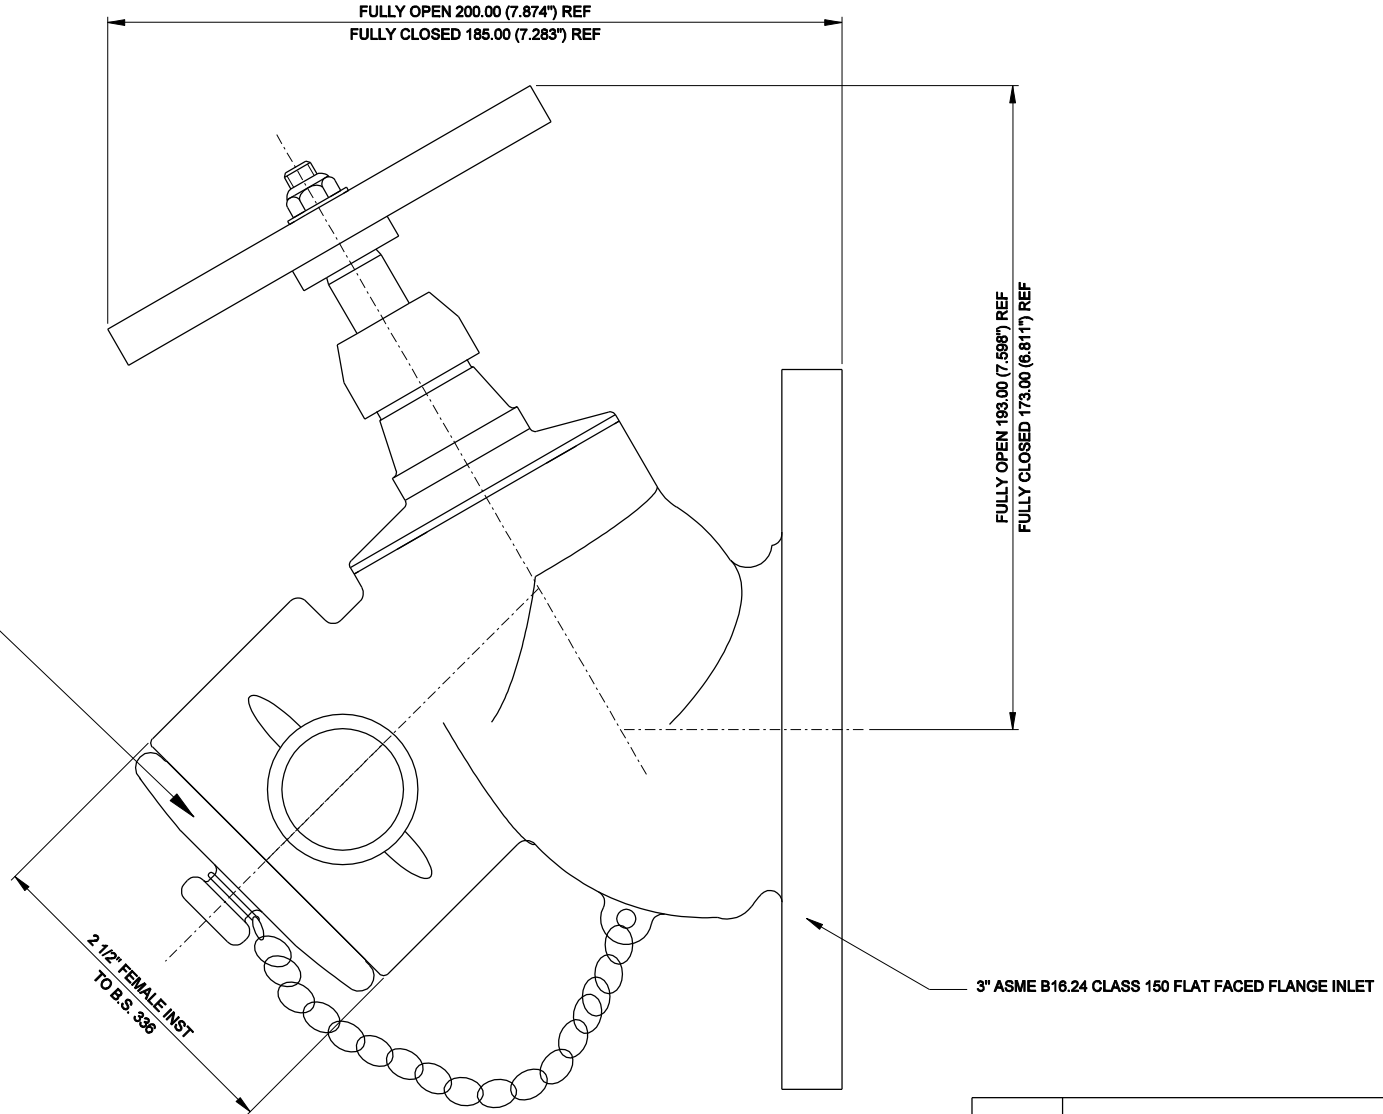 FULLY OPEN 200.00 (7.874") REF
FULLY CLOSED 185.00 (7.283") REF
FULLY OPEN 193.00 (7.598") REF
FULLY CLOSED 173.00 (6.811") REF
2 1/2" FEMALE INST
TO B.S. 336
3" ASME B16.24 CLASS 150 FLAT FACED FLANGE INLET